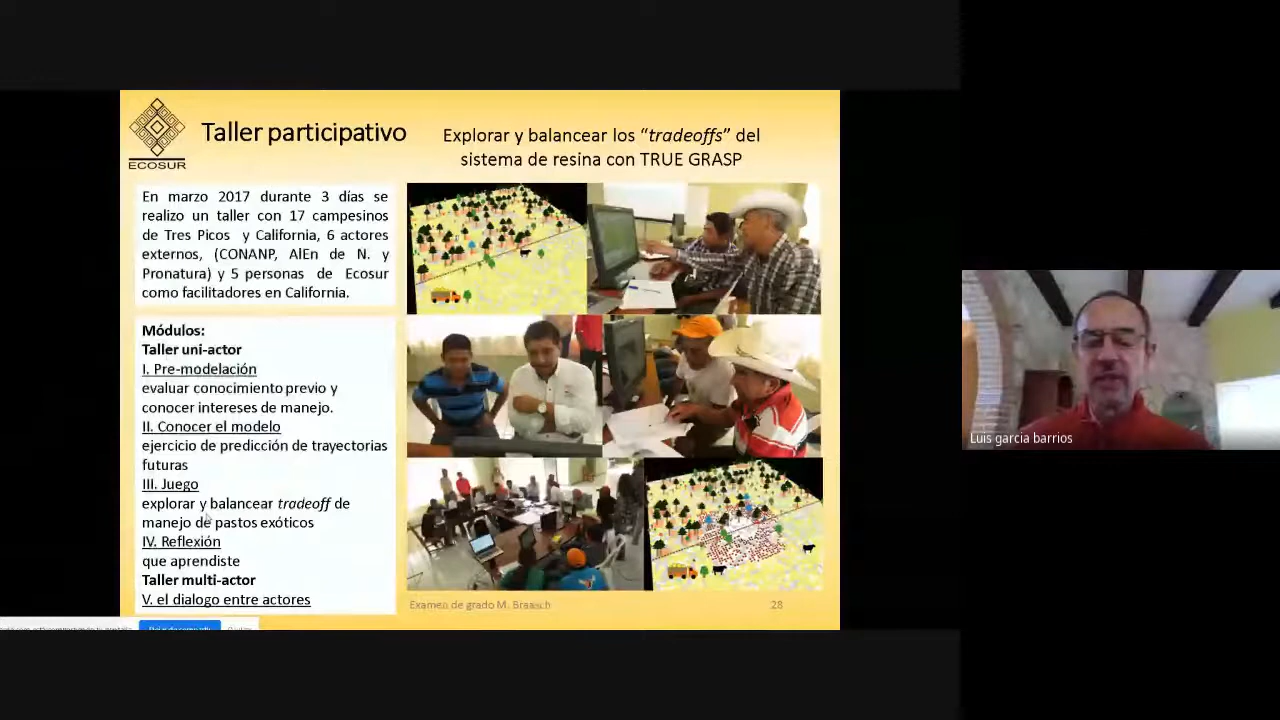 ECOSUR
Taller participativo
Explorar y balancear los “tradeoffs” del
sistema de resina con TRUE GRASP
En marzo 2017 durante 3 días se
realizo un taller con 17 campesinos
de Tres Picos y California, 6 actores
externos, (CONANP, AlEn de N. y
Pronatura) y 5 personas de Ecosur
como facilitadores en California.
Módulos:
Taller uni-actor
I. Pre-modelación
evaluar conocimiento previo y
conocer intereses de manejo.
II. Conocer el modelo
ejercicio de predicción de trayectorias
futuras
III. Juego
explorar y balancear tradeoff de
manejo de pastos exóticos
IV. Reflexión
que aprendiste
Taller multi-actor
V. el dialogo entre actores
Examen de grado M. Braasch
28
Luis garcia barrios